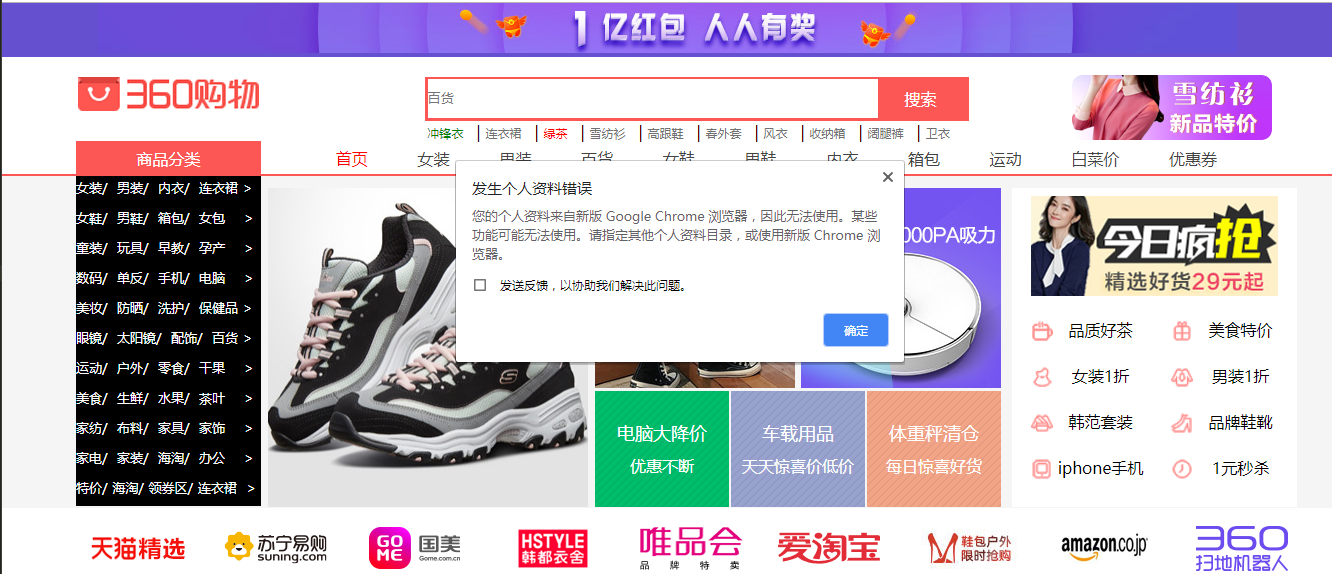 1 亿红包 人人有奖
360购物
百货
搜索
雪纺衫
新品特价
冲锋衣 连衣裙 绿茶 雪纺衫 高跟鞋 春外套 风衣 收纳箱 阔腿裤 卫衣
商品分类
首页 女装 男装 百货 女鞋 男鞋 内衣 箱包 运动 白菜价 优惠券
女装/ 男装/ 内衣/ 连衣裙 >
女鞋/ 男鞋/ 箱包/ 女包 >
童装/ 玩具/ 早教/ 孕产 >
数码/ 单反/ 手机/ 电脑 >
美妆/ 防晒/ 洗护/ 保健品 >
眼镜/ 太阳镜/ 配饰/ 百货 >
运动/ 户外/ 零食/ 干果 >
美食/ 生鲜/ 水果/ 茶叶 >
家纺/ 布料/ 家具/ 家饰 >
家电/ 家装/ 海淘/ 办公 >
特价/ 海淘/ 领券区/ 连衣裙 >
发生个人资料错误
您的个人资料来自新版 Google Chrome 浏览器，因此无法使用。某些
功能可能无法使用。请指定其他个人资料目录，或使用新版 Chrome 浏
览器。
发送反馈，以协助我们解决此问题。
确定
000PA吸力
电脑大降价
优惠不断
车载用品
天天惊喜价低价
体重秤清仓
每日惊喜好货
今日疯抢
精选好货29元起
品质好茶 美食特价
女装1折 男装1折
韩范套装 品牌鞋靴
iphone手机 1元秒杀
天猫精选
苏宁易购
suning.com
GO
ME
国美
Gome.com.cn
HSTYLE
韩都衣舍
唯品会
品牌特卖
爱淘宝
鞋包户外
限时抢购
amazon.cojp
360
扫地机器人